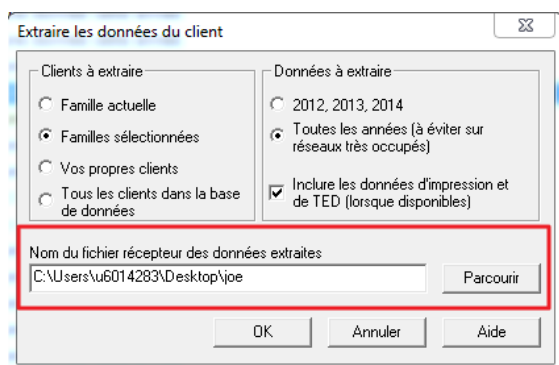 Extraire les données du client
Clients à extraire
Famille actuelle
Familles sélectionnées
Vos propres clients
Tous les clients dans la base
de données
Données à extraire
2012, 2013, 2014
Toutes les années (à éviter sur
réseaux très occupés)
Inclure les données d'impression et
de TED (lorsque disponibles)
Nom du fichier récepteur des données extraites
C:\Users\u6014283\Desktop\joe
Parcourir
OK
Annuler
Aide